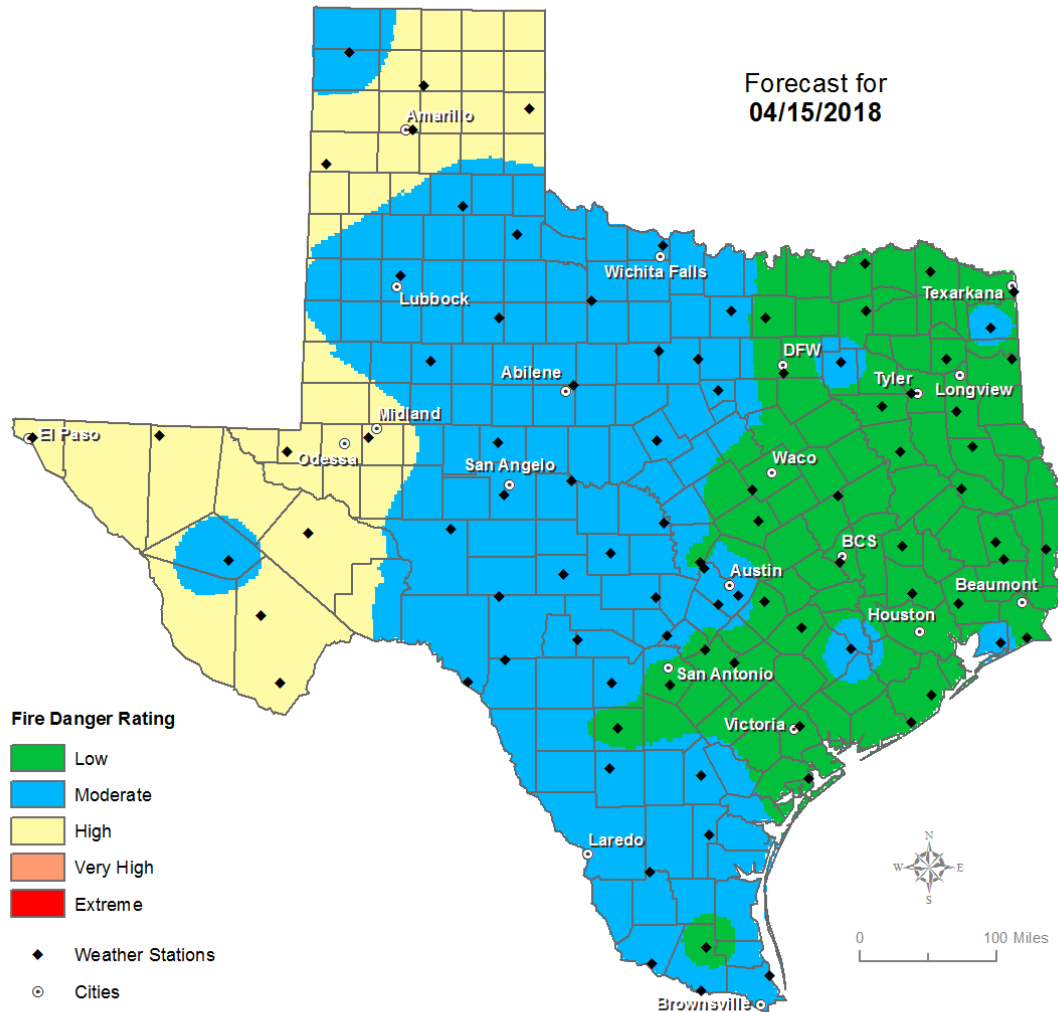 Forecast for
04/15/2018
Amarillo
Wichita Falls
Lubbock
Texarkana
DFW
Abilene
Tyler
Longview
Midland
El Paso
Odessa
San Angelo
Waco
BCS
Austin
Beaumont
Houston
San Antonio
Victoria
Fire Danger Rating
Low
Moderate
High
Very High
Extreme
Weather Stations
Cities
Laredo
Brownsville
N
W
E
S
0 100 Miles